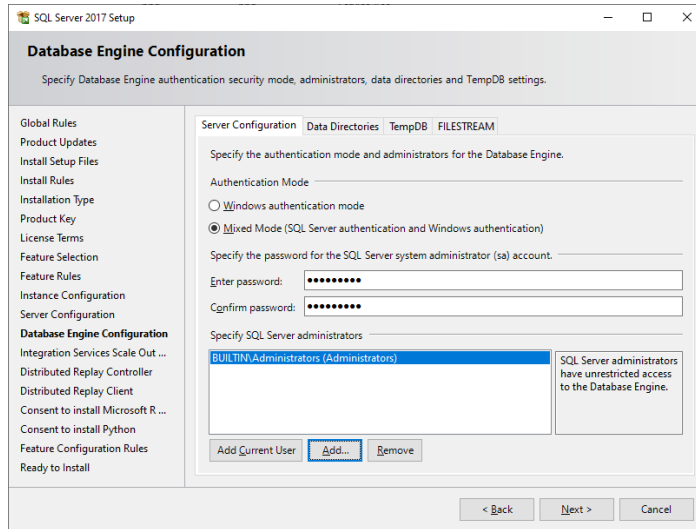 SQL Server 2017 Setup
Database Engine Configuration
Specify Database Engine authentication security mode, administrators, data directories and TempDB settings.
Global Rules
Product Updates
Install Setup Files
Install Rules
Installation Type
Product Key
License Terms
Feature Selection
Feature Rules
Instance Configuration
Server Configuration
Database Engine Configuration
Integration Services Scale Out ...
Distributed Replay Controller
Distributed Replay Client
Consent to install Microsoft R ...
Consent to install Python
Feature Configuration Rules
Ready to Install
Server Configuration Data Directories TempDB FILESTREAM
Specify the authentication mode and administrators for the Database Engine.
Authentication Mode
Windows authentication mode
Mixed Mode (SQL Server authentication and Windows authentication)
Specify the password for the SQL Server system administrator (sa) account.
Enter password: •••••••••
Confirm password: •••••••••
Specify SQL Server administrators
BUILTIN\Administrators (Administrators)
SQL Server administrators
have unrestricted access
to the Database Engine.
Add Current User Add... Remove
< Back Next > Cancel